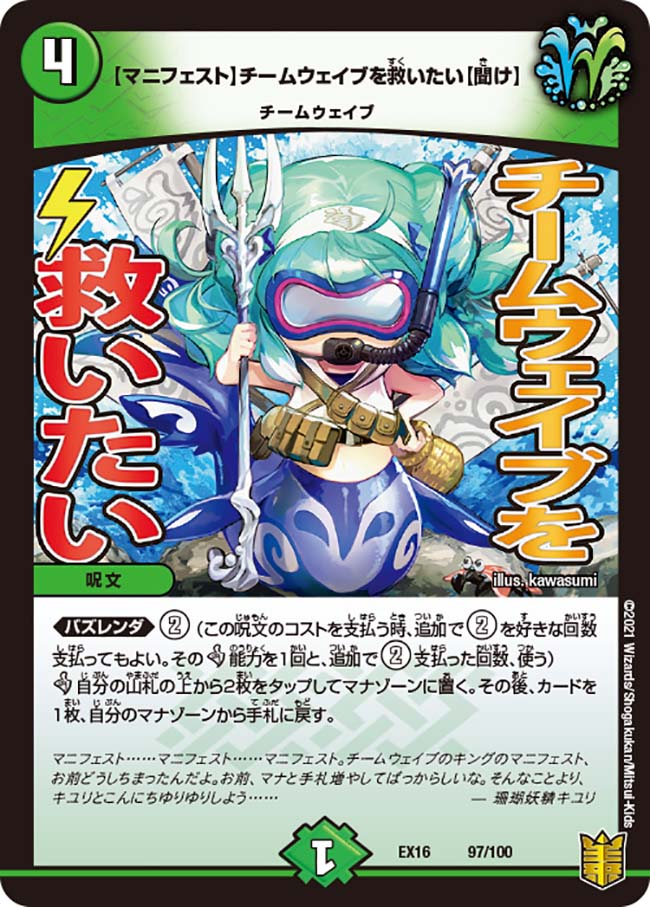 4
【マニフェスト】チームウェイブを救いたい【聞け】
チームウェイブ
チームウェイブを
救いたい
illus. kawasumi
呪文
バズレンダ ② (この呪文のコストを支払う時、追加で②を好きな回数
支払ってもよい。その 能力を1回と、追加で②支払った回数、使う)
自分の山札の上から2枚をタップしてマナゾーンに置く。その後、カードを
1枚、自分のマナゾーンから手札に戻す。
マニフェスト……マニフェスト……マニフェスト。チームウェイブのキングのマニフェスト、
お前どうしちまったんだよ。お前、マナと手札増やしてばっからしいな。そんなことより、
キユリとこんにちゆりゆりしよう…… — 珊瑚妖精キユリ
©2021 Wizards/Shogakukan/Mitsui-Kids
1
EX16 97/100